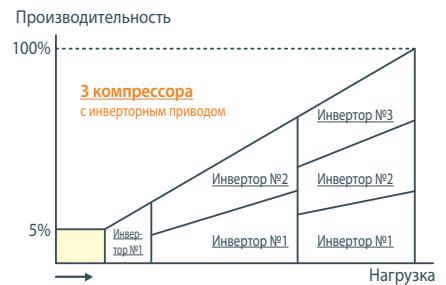 Производительность
100%
3 компрессора
с инверторным приводом
Инвертор №3
Инвертор №2
Инвертор №2
5%
Инвер-
тор №1
Инвертор №1
Инвертор №1
Нагрузка